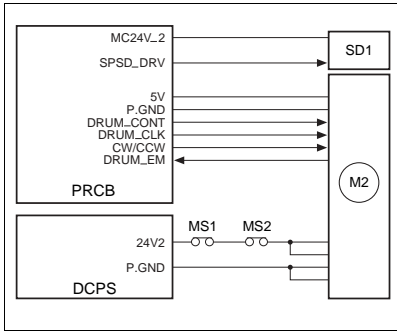 MC24V_2
SD1
SPSD_DRV
5V
P.GND
DRUM_CONT
DRUM_CLK
CW/CCW
DRUM_EM
M2
PRCB
MS1 MS2
24V2
P.GND
DCPS